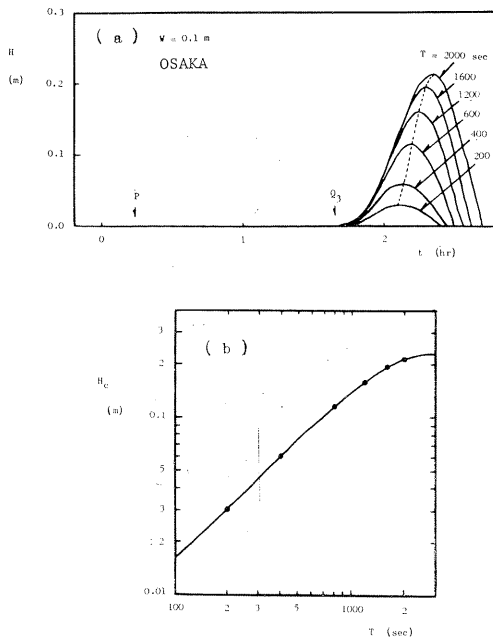 0.3
H
( a )
w = 0.1 m
OSAKA
(m)
T = 2000 sec
1600
1200
600
400
200
0.2
0.1
P
Q3
0.0
0
1
2
t (hr)
( b )
3
2
Hc
(m)
0.1
5
3
2
0.01
100
2
3
5
1000
2
T (sec)